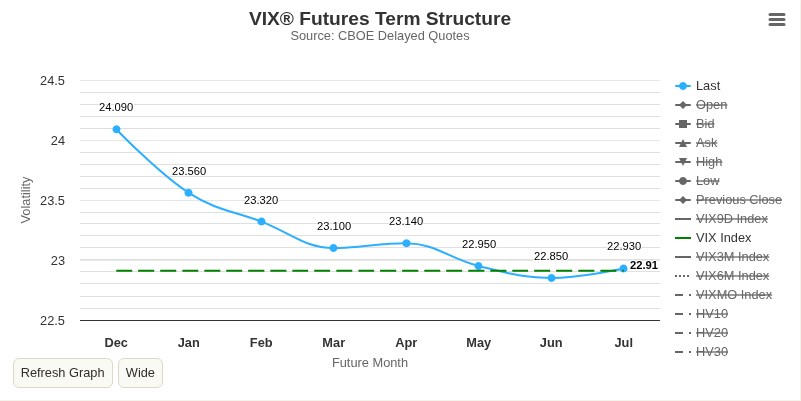 VIX® Futures Term Structure
Source: CBOE Delayed Quotes
Volatility
24.5
24
23.5
23
22.5
24.090
23.560
23.320
23.100
23.140
22.950
22.850
22.930
22.91
Dec Jan Feb Mar Apr May Jun Jul
Future Month
Last
Open
Bid
Ask
High
Low
Previous Close
VIX9D Index
VIX Index
VIX3M Index
VIX6M Index
VIXMO Index
HV10
HV20
HV30
Refresh Graph Wide